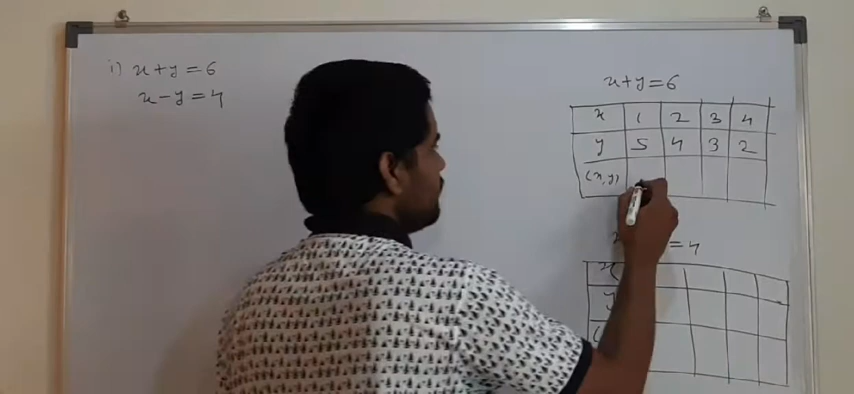 i) x + y = 6
x - y = 4
x + y = 6
x 1 2 3 4
y 5 4 3 2
(x, y)
= 4
x
y